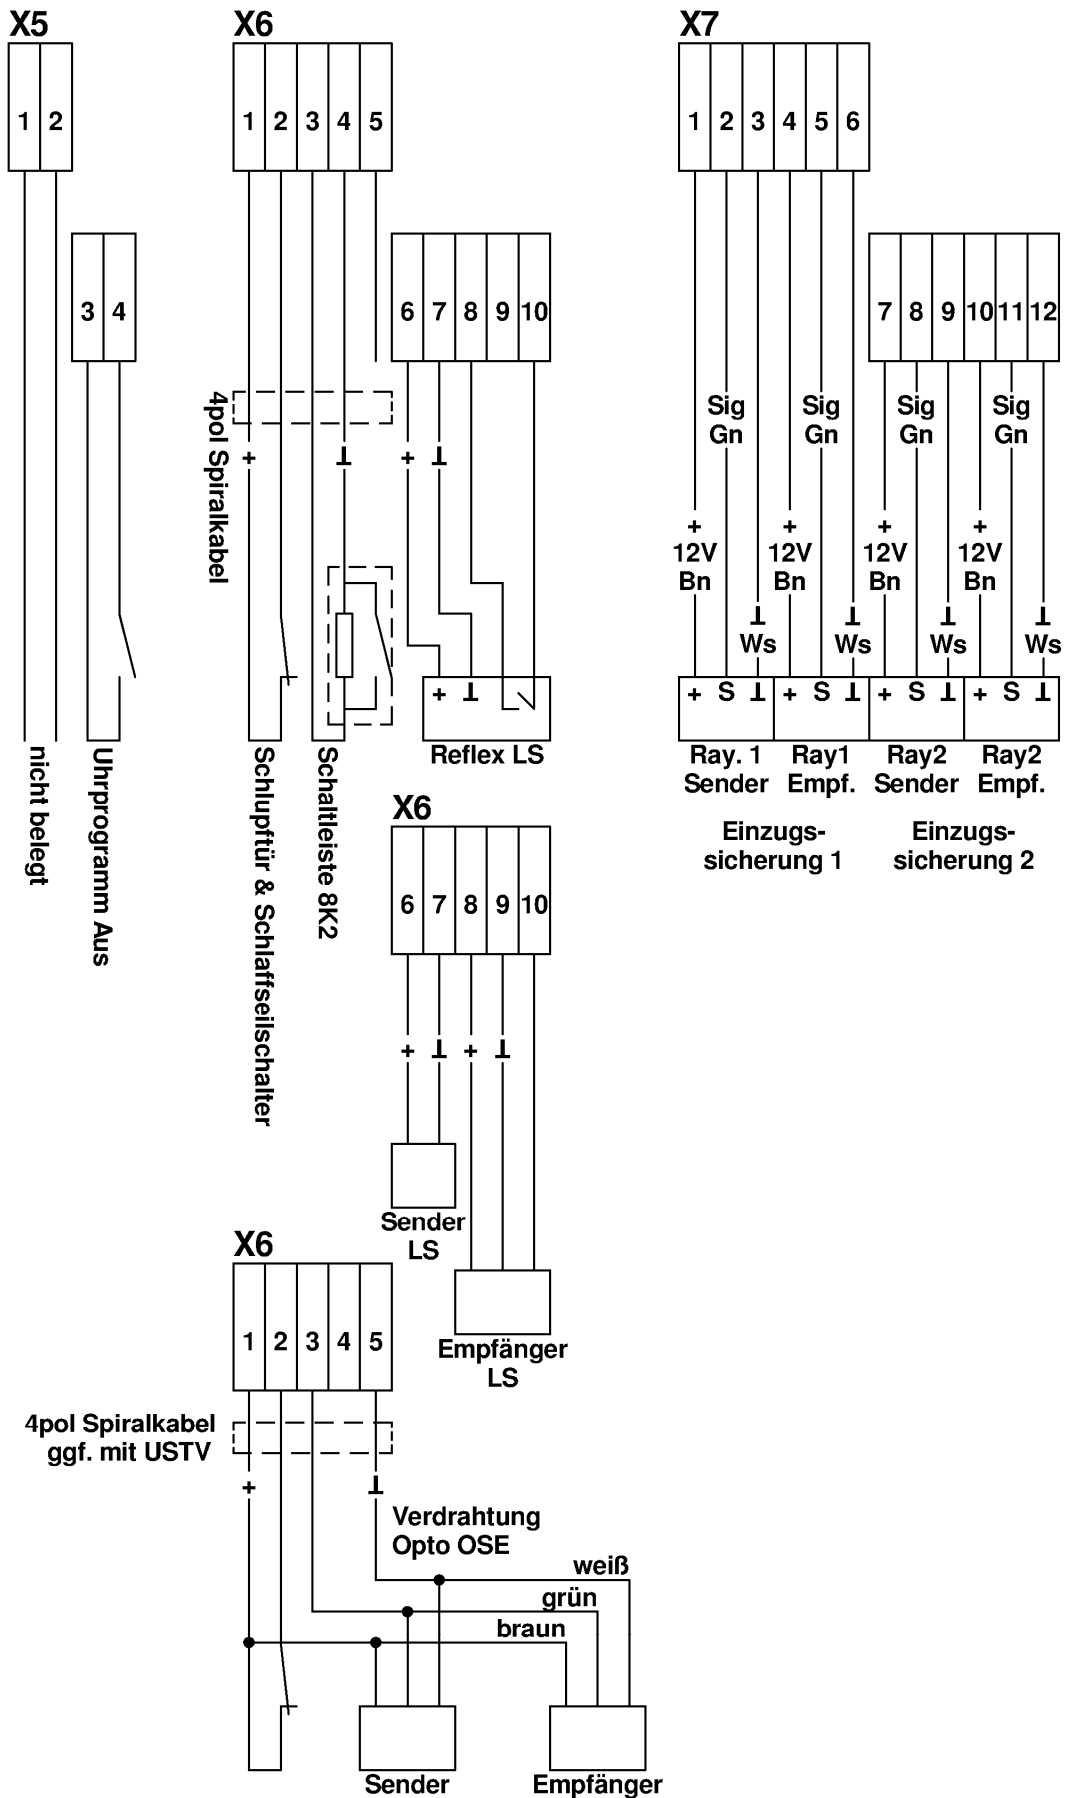 X5
1 2
3 4
nicht belegt
Uhrprogramm Aus
X6
1 2 3 4 5
6 7 8 9 10
4pol Spiralkabel
+ ⊥ + ⊥
+ ⊥
Schlupftür & Schlaffseilschalter
Schaltleiste 8K2
Reflex LS
X7
1 2 3 4 5 6
7 8 9 10 11 12
Sig Sig Sig Sig
Gn Gn Gn Gn
+ + + +
12V 12V 12V 12V
Bn Bn Bn Bn
⊥ ⊥ ⊥ ⊥
Ws Ws Ws Ws
+ S ⊥ + S ⊥ + S ⊥ + S ⊥
Ray. 1 Ray1 Ray2 Ray2
Sender Empf. Sender Empf.
Einzugs-
sicherung 1
Einzugs-
sicherung 2
X6
6 7 8 9 10
+ ⊥ + ⊥
Sender
LS
Empfänger
LS
X6
1 2 3 4 5
4pol Spiralkabel
ggf. mit USTV
+ ⊥
Verdrahtung
Opto OSE
weiß
grün
braun
Sender
Empfänger